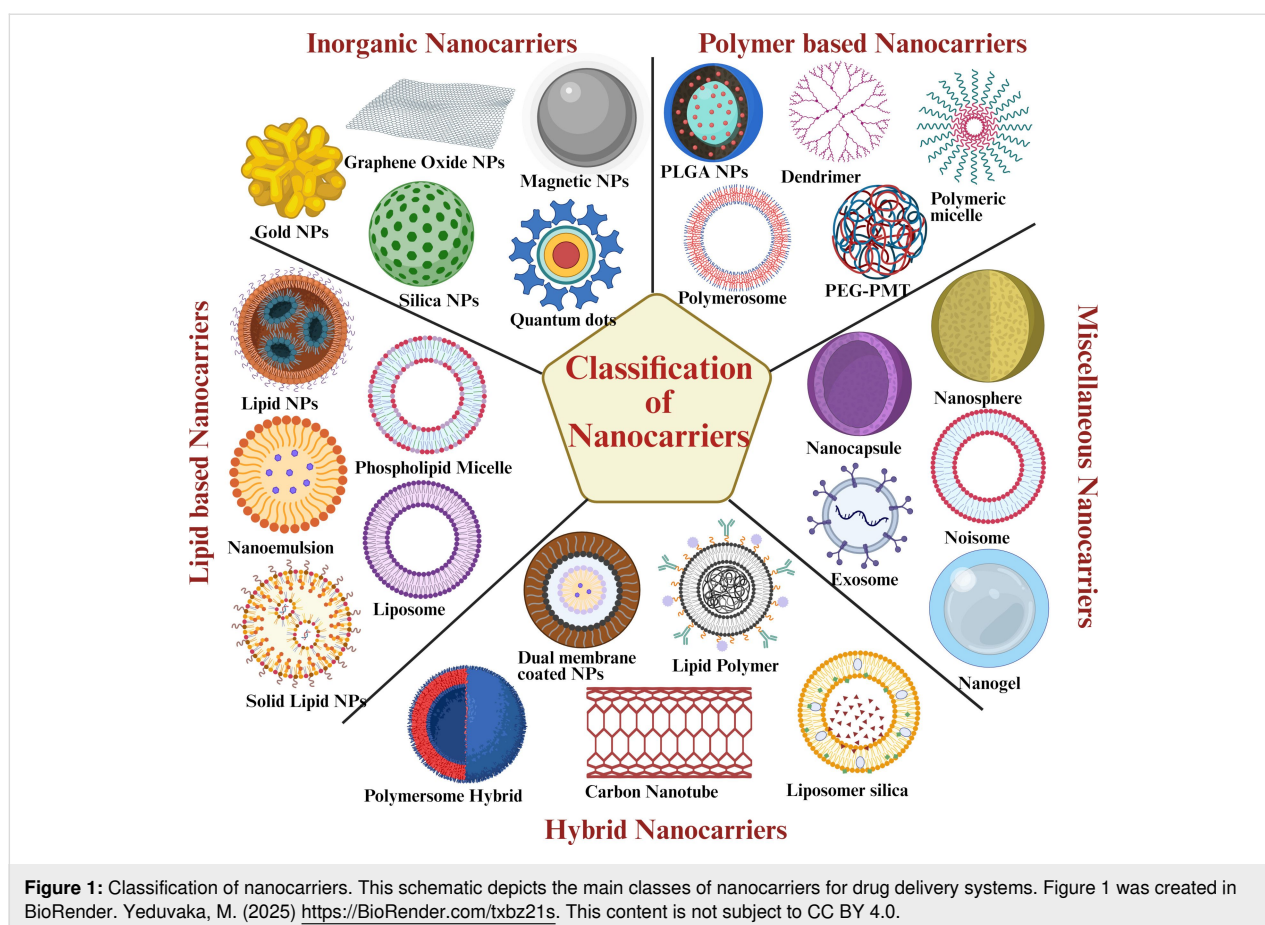 Inorganic Nanocarriers
Polymer based Nanocarriers
Gold NPs
Graphene Oxide NPs
Magnetic NPs
Silica NPs
Quantum dots
PLGA NPs
Dendrimer
Polymeric
micelle
Polymerosome
PEG-PMT
Lipid based Nanocarriers
Lipid NPs
Phospholipid Micelle
Nanoemulsion
Liposome
Solid Lipid NPs
Classification
of
Nanocarriers
Miscellaneous Nanocarriers
Nanosphere
Nanocapsule
Noisome
Exosome
Nanogel
Dual membrane
coated NPs
Lipid Polymer
Polymersome Hybrid
Carbon Nanotube
Liposomer silica
Hybrid Nanocarriers
Figure 1: Classification of nanocarriers. This schematic depicts the main classes of nanocarriers for drug delivery systems. Figure 1 was created in
BioRender. Yeduvaka, M. (2025) https://BioRender.com/txbz21s. This content is not subject to CC BY 4.0.